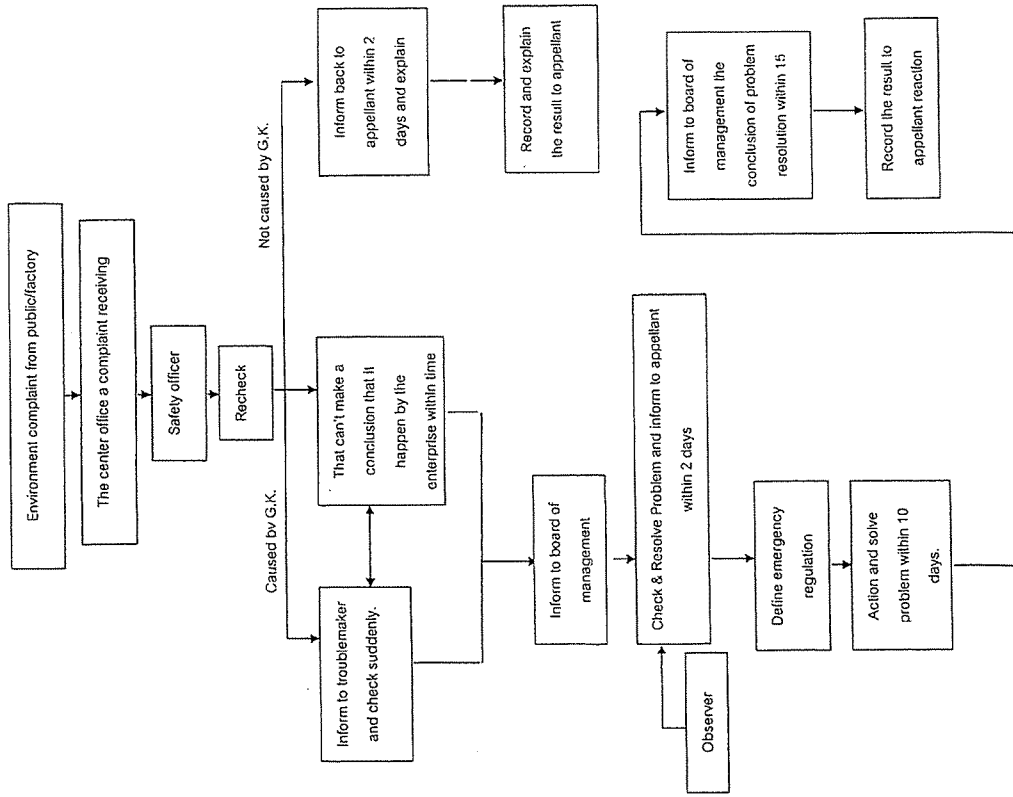 Environment complaint from public/factory
The center office a complaint receiving
Safety officer
Recheck
Caused by G.K.
Not caused by G.K.
Inform to troublemaker
and check suddenly.
That can't make a
conclusion that it
happen by the
enterprise within time
Inform back to
appellant within 2
days and explain
Record and explain
the result to appellant
Inform to board of
management
Observer
Check & Resolve Problem and inform to appellant
within 2 days
Define emergency
regulation
Action and solve
problem within 10
days.
Inform to board of
management the
conclusion of problem
resolution within 15
Record the result to
appellant reaction